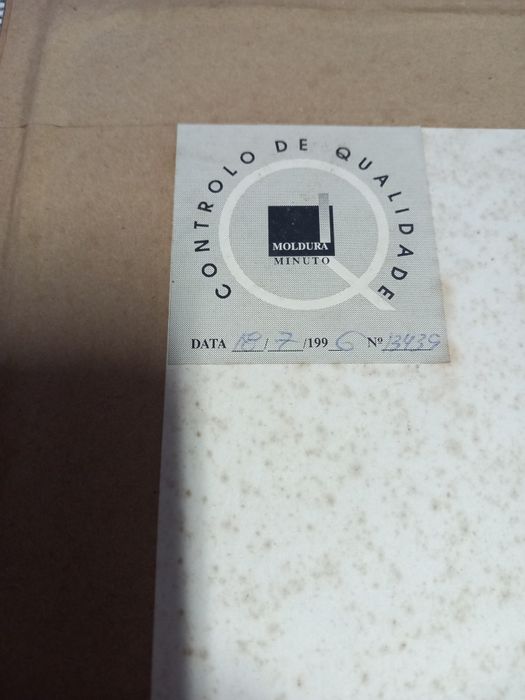 CONTROLO DE QUALIDADE
MOLDURA
MINUTO
DATA 18/7/1996 Nº 13439